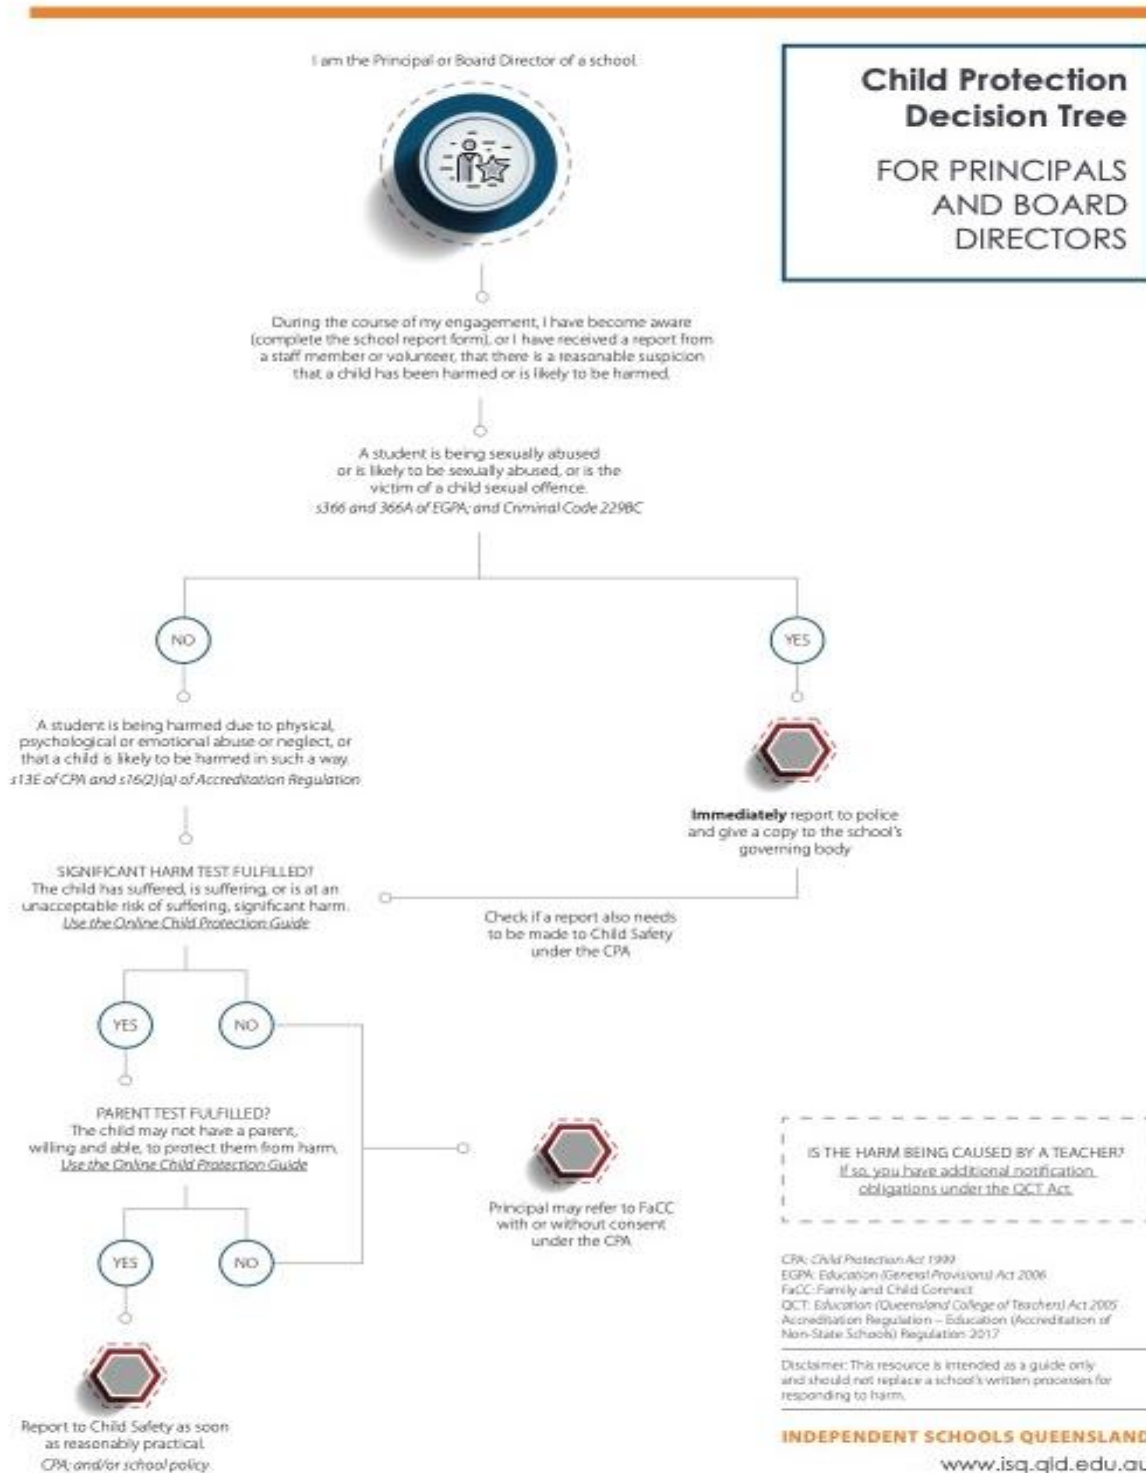 I am the Principal or Board Director of a school.
Child Protection
Decision Tree
FOR PRINCIPALS
AND BOARD
DIRECTORS
During the course of my engagement, I have become aware
(complete the school report form), or I have received a report from
a staff member or volunteer, that there is a reasonable suspicion
that a child has been harmed or is likely to be harmed.
A student is being sexually abused
or is likely to be sexually abused, or is the
victim of a child sexual offence.
s366 and 366A of EGPA; and Criminal Code 229BC
NO
YES
A student is being harmed due to physical,
psychological or emotional abuse or neglect, or
that a child is likely to be harmed in such a way.
s13E of CPA and s16(2)(a) of Accreditation Regulation
Immediately report to police
and give a copy to the school's
governing body
SIGNIFICANT HARM TEST FULFILLED?
The child has suffered, is suffering, or is at an
unacceptable risk of suffering, significant harm.
Use the Online Child Protection Guide
Check if a report also needs
to be made to Child Safety
under the CPA
YES
NO
PARENT TEST FULFILLED?
The child may not have a parent,
willing and able, to protect them from harm.
Use the Online Child Protection Guide
Principal may refer to FaCC
with or without consent
under the CPA
YES
NO
Report to Child Safety as soon
as reasonably practical.
CPA; and/or school policy
IS THE HARM BEING CAUSED BY A TEACHER?
If so, you have additional notification
obligations under the QCT Act.
CPA: Child Protection Act 1999
EGPA: Education (General Provisions) Act 2006
FaCC: Family and Child Connect
QCT: Education (Queensland College of Teachers) Act 2005
Accreditation Regulation – Education (Accreditation of
Non-State Schools) Regulation 2017
Disclaimer: This resource is intended as a guide only
and should not replace a school's written processes for
responding to harm.
INDEPENDENT SCHOOLS QUEENSLAND
www.isq.qld.edu.au